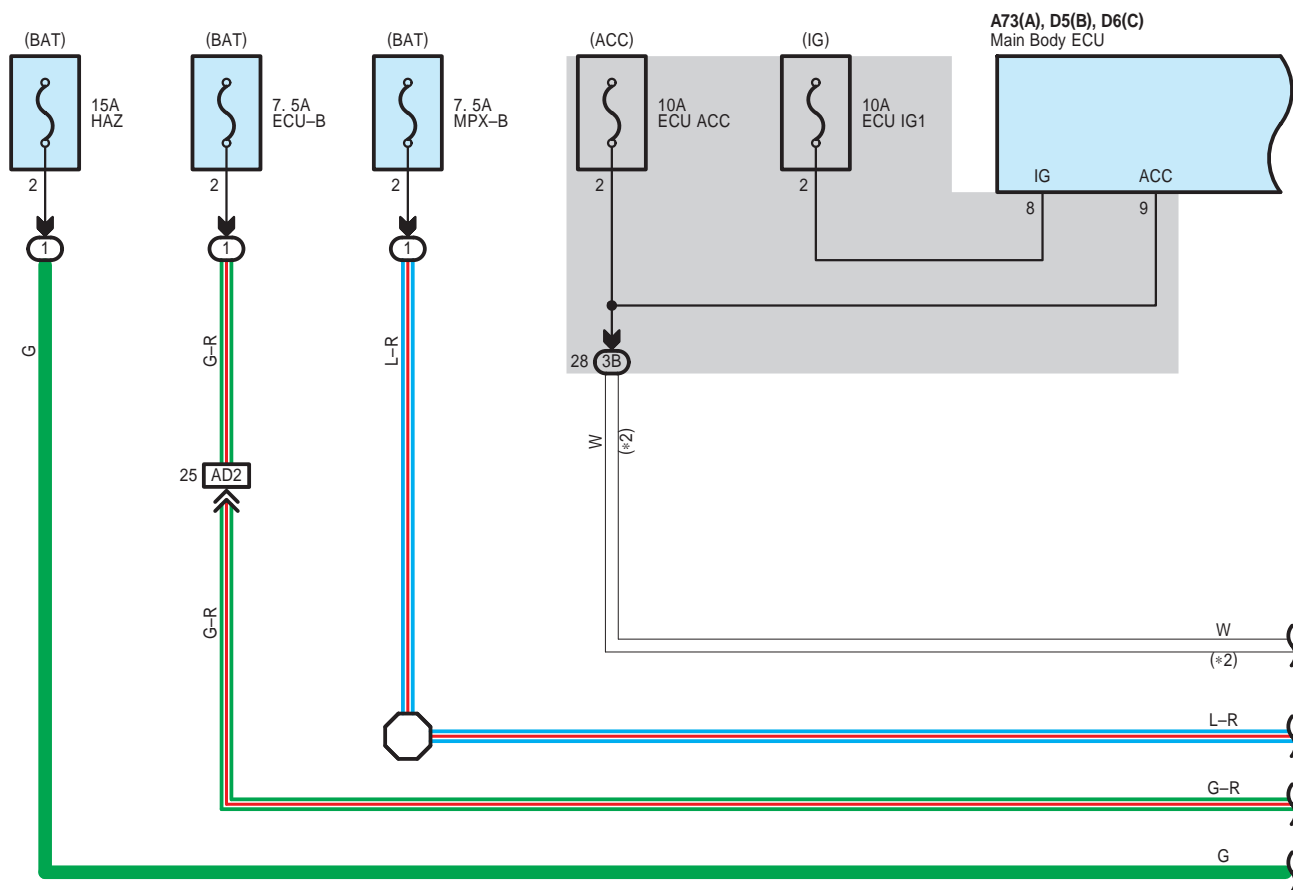 A73(A), D5(B), D6(C)
Main Body ECU
(BAT)
(BAT)
(BAT)
(ACC)
(IG)
15A
HAZ
7. 5A
ECU–B
7. 5A
MPX–B
10A
ECU ACC
10A
ECU IG1
IG
ACC
2
2
2
2
2
8
9
1
1
1
G
G–R
L–R
28
3B
W
(*2)
25
AD2
G–R
W
(*2)
L–R
G–R
G